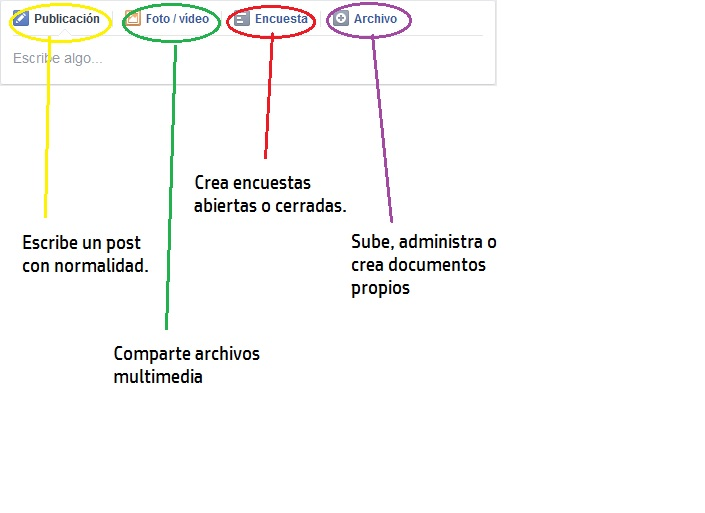 Publicación Foto / vídeo Encuesta Archivo
Escribe algo...
Crea encuestas
abiertas o cerradas.
Escribe un post
con normalidad.
Sube, administra o
crea documentos
propios
Comparte archivos
multimedia